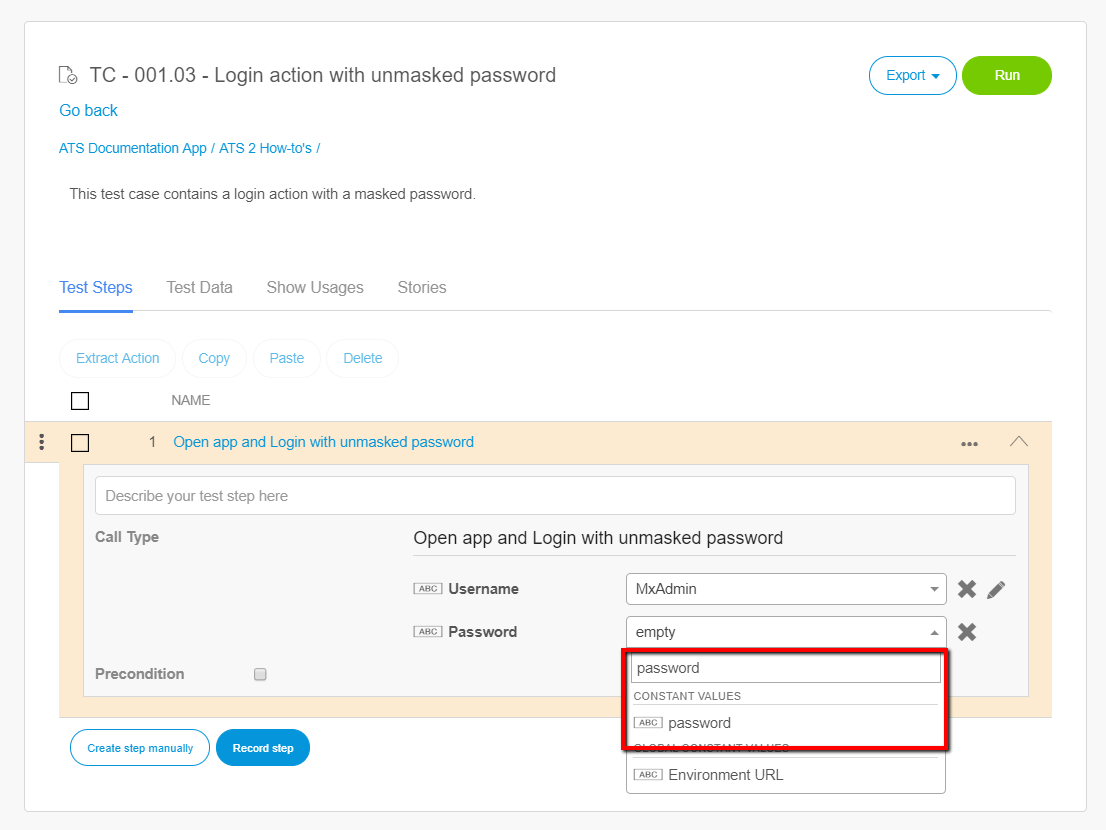 TC - 001.03 - Login action with unmasked password
Export
Run
Go back
ATS Documentation App / ATS 2 How-to's /
This test case contains a login action with a masked password.
Test Steps Test Data Show Usages Stories
Extract Action Copy Paste Delete
NAME
1 Open app and Login with unmasked password
Describe your test step here
Call Type Open app and Login with unmasked password
ABC Username MxAdmin
ABC Password empty
Precondition
password
CONSTANT VALUES
ABC password
GLOBAL CONSTANT VALUES
ABC Environment URL
Create step manually Record step